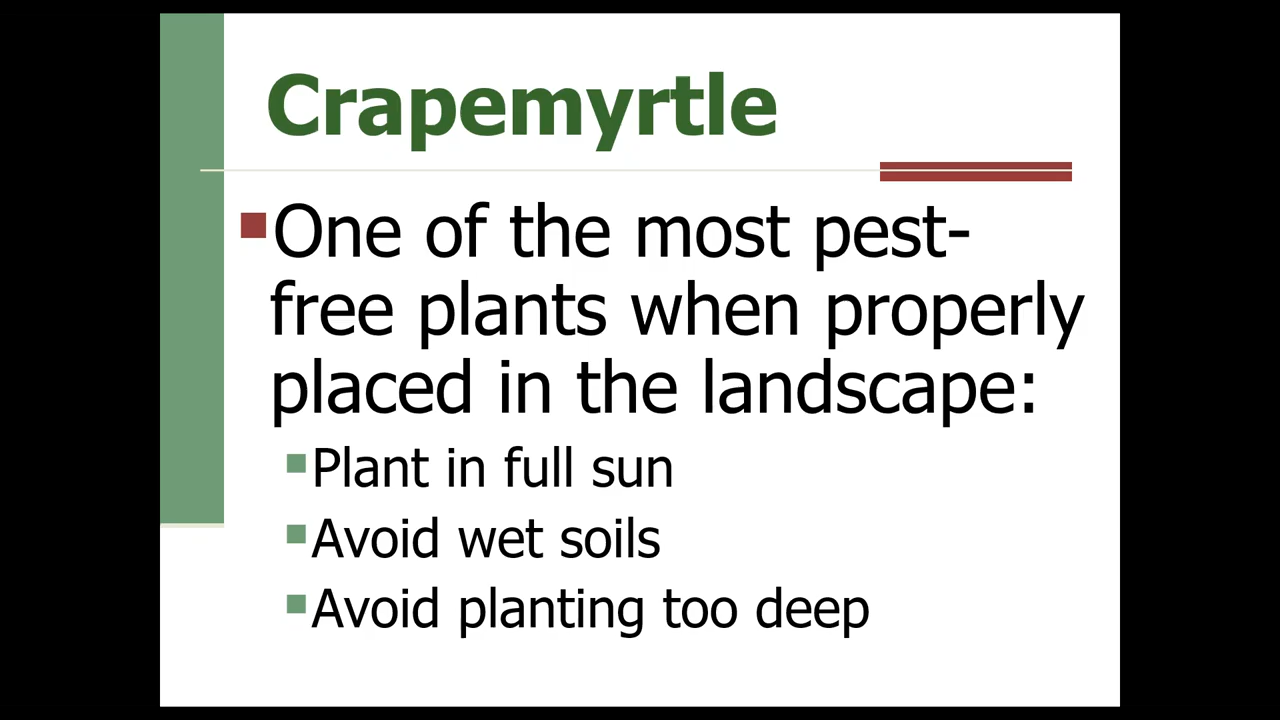 Crapemyrtle
One of the most pest-
free plants when properly
placed in the landscape:
Plant in full sun
Avoid wet soils
Avoid planting too deep